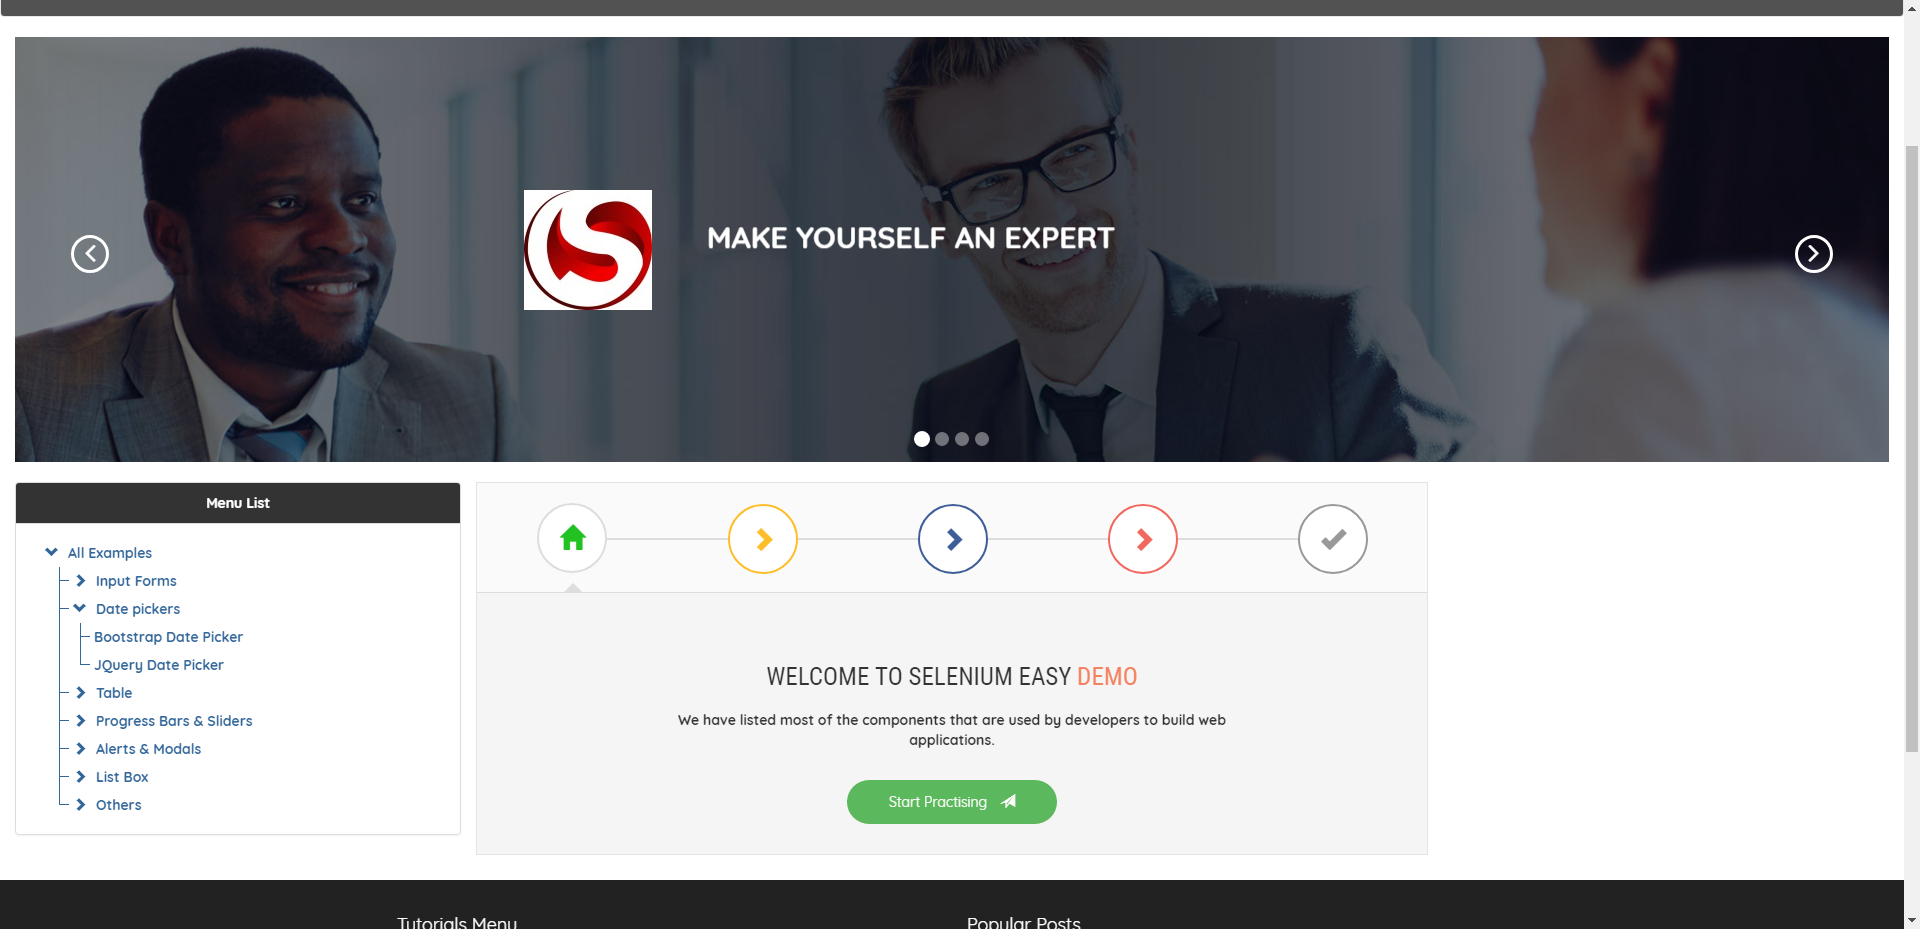 MAKE YOURSELF AN EXPERT
Menu List
All Examples
Input Forms
Date pickers
Bootstrap Date Picker
JQuery Date Picker
Table
Progress Bars & Sliders
Alerts & Modals
List Box
Others
WELCOME TO SELENIUM EASY DEMO
We have listed most of the components that are used by developers to build web
applications.
Start Practising
Tutorials Menu
Popular Posts